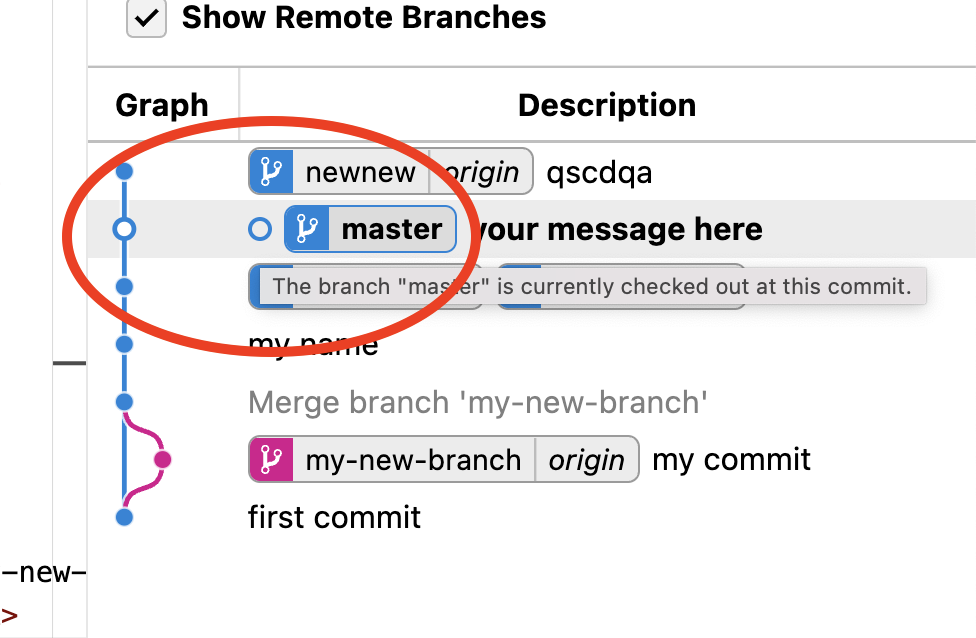 Show Remote Branches
Graph Description
newnew origin qscdqa
master your message here
The branch "master" is currently checked out at this commit.
my name
Merge branch 'my-new-branch'
my-new-branch origin my commit
first commit
-new-
>